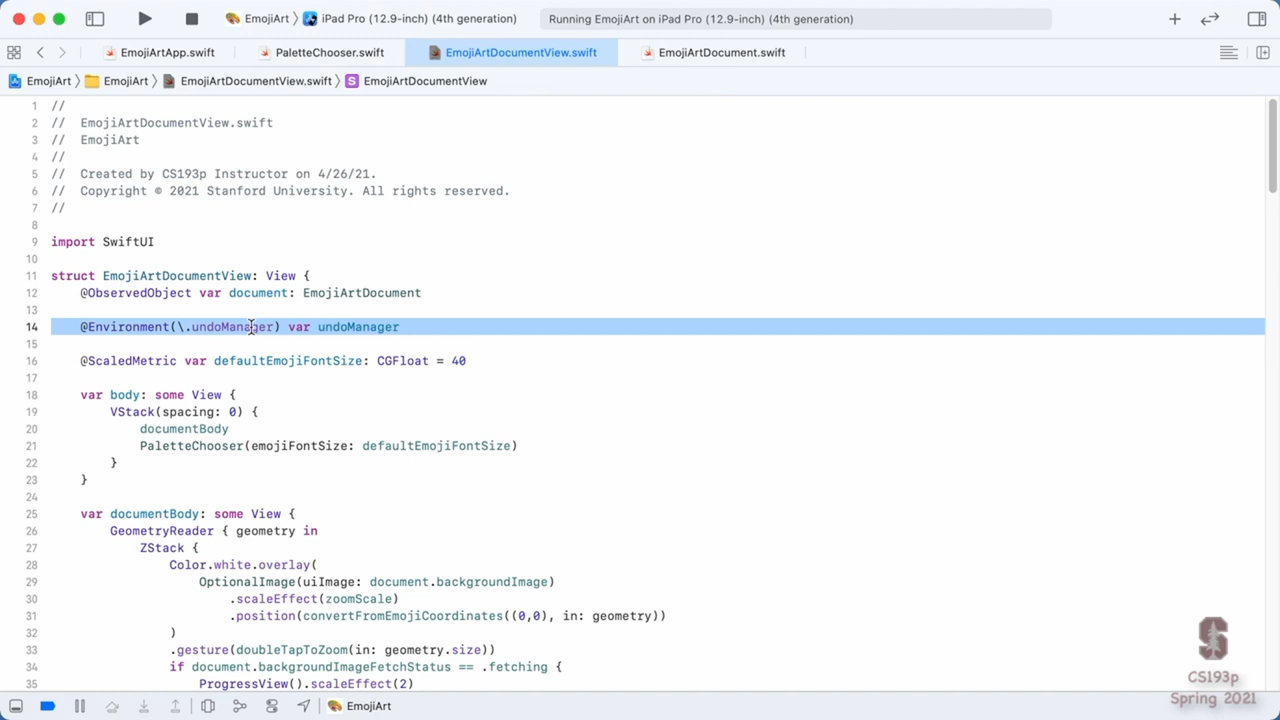 EmojiArt iPad Pro (12.9-inch) (4th generation) Running EmojiArt on iPad Pro (12.9-inch) (4th generation)
EmojiArtApp.swift PaletteChooser.swift EmojiArtDocumentView.swift EmojiArtDocument.swift
EmojiArt EmojiArt EmojiArtDocumentView.swift S EmojiArtDocumentView
1 //
2 //  EmojiArtDocumentView.swift
3 //  EmojiArt
4 //
5 //  Created by CS193p Instructor on 4/26/21.
6 //  Copyright © 2021 Stanford University. All rights reserved.
7 //
8
9 import SwiftUI
10
11 struct EmojiArtDocumentView: View {
12     @ObservedObject var document: EmojiArtDocument
13
14     @Environment(\.undoManager) var undoManager
15
16     @ScaledMetric var defaultEmojiFontSize: CGFloat = 40
17
18     var body: some View {
19         VStack(spacing: 0) {
20             documentBody
21             PaletteChooser(emojiFontSize: defaultEmojiFontSize)
22         }
23     }
24
25     var documentBody: some View {
26         GeometryReader { geometry in
27             ZStack {
28                 Color.white.overlay(
29                     OptionalImage(uiImage: document.backgroundImage)
30                         .scaleEffect(zoomScale)
31                         .position(convertFromEmojiCoordinates((0,0), in: geometry))
32                 )
33                 .gesture(doubleTapToZoom(in: geometry.size))
34                 if document.backgroundImageFetchStatus == .fetching {
35                     ProgressView().scaleEffect(2)
S
CS193p
Spring 2021
EmojiArt